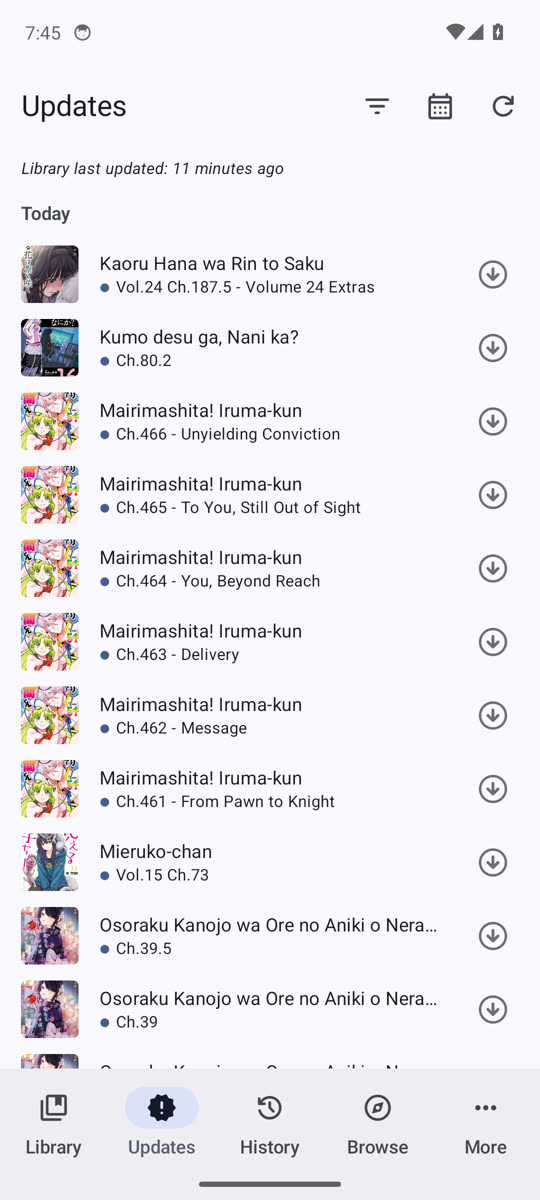 7:45
Updates
Library last updated: 11 minutes ago
Today
Kaoru Hana wa Rin to Saku
Vol.24 Ch.187.5 - Volume 24 Extras
Kumo desu ga, Nani ka?
Ch.80.2
Mairimashita! Iruma-kun
Ch.466 - Unyielding Conviction
Mairimashita! Iruma-kun
Ch.465 - To You, Still Out of Sight
Mairimashita! Iruma-kun
Ch.464 - You, Beyond Reach
Mairimashita! Iruma-kun
Ch.463 - Delivery
Mairimashita! Iruma-kun
Ch.462 - Message
Mairimashita! Iruma-kun
Ch.461 - From Pawn to Knight
Mieruko-chan
Vol.15 Ch.73
Osoraku Kanojo wa Ore no Aniki o Nera…
Ch.39.5
Osoraku Kanojo wa Ore no Aniki o Nera…
Ch.39
Library
Updates
History
Browse
More